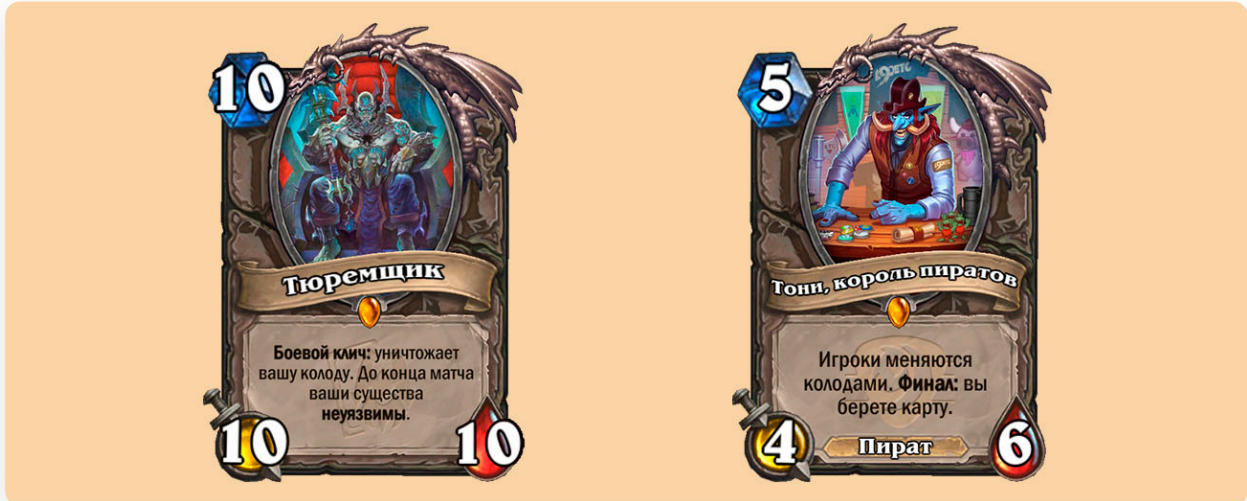 10
Тюремщик
Боевой клич: уничтожает
вашу колоду. До конца матча
ваши существа
неуязвимы.
10
10
5
Тони, король пиратов
Игроки меняются
колодами. Финал: вы
берете карту.
4
Пират
6